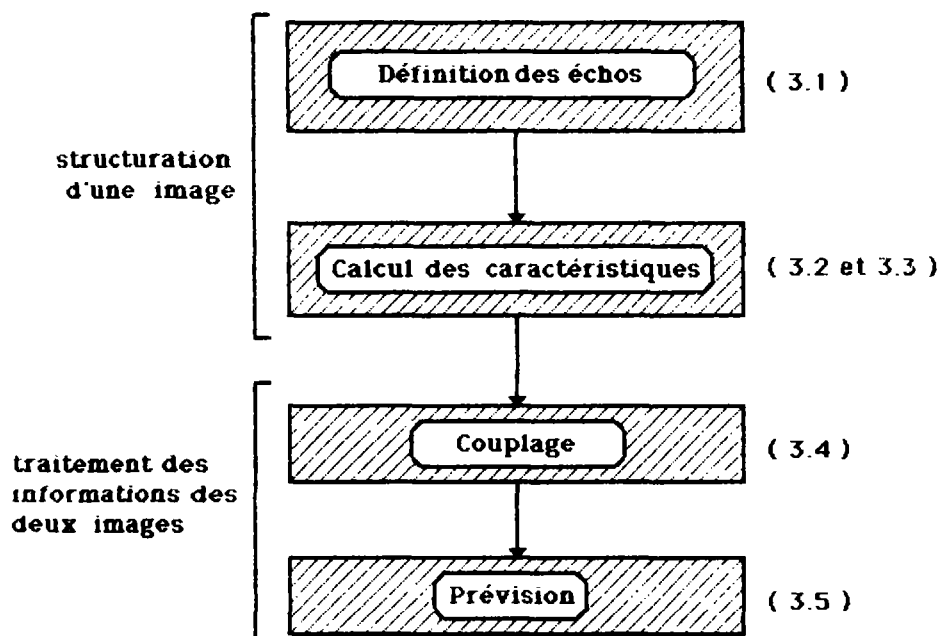 Définition des échos
( 3.1 )
structuration
d'une image
Calcul des caractéristiques
( 3.2 et 3.3 )
Couplage
( 3.4 )
traitement des
informations des
deux images
Prévision
( 3.5 )